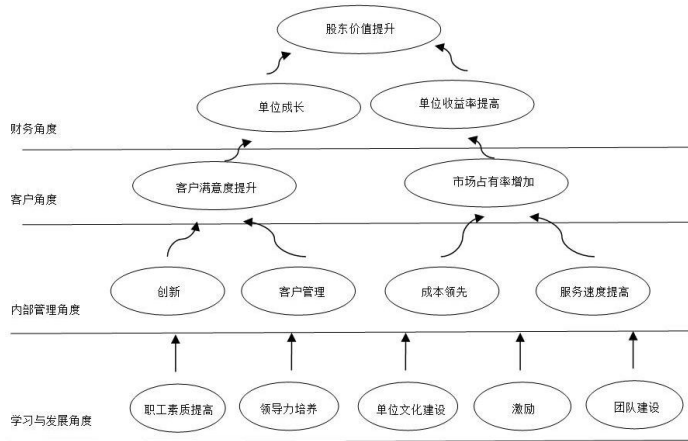 股东价值提升
单位成长
单位收益率提高
财务角度
客户满意度提升
市场占有率增加
客户角度
创新
客户管理
成本领先
服务速度提高
内部管理角度
职工素质提高
领导力培养
单位文化建设
激励
团队建设
学习与发展角度